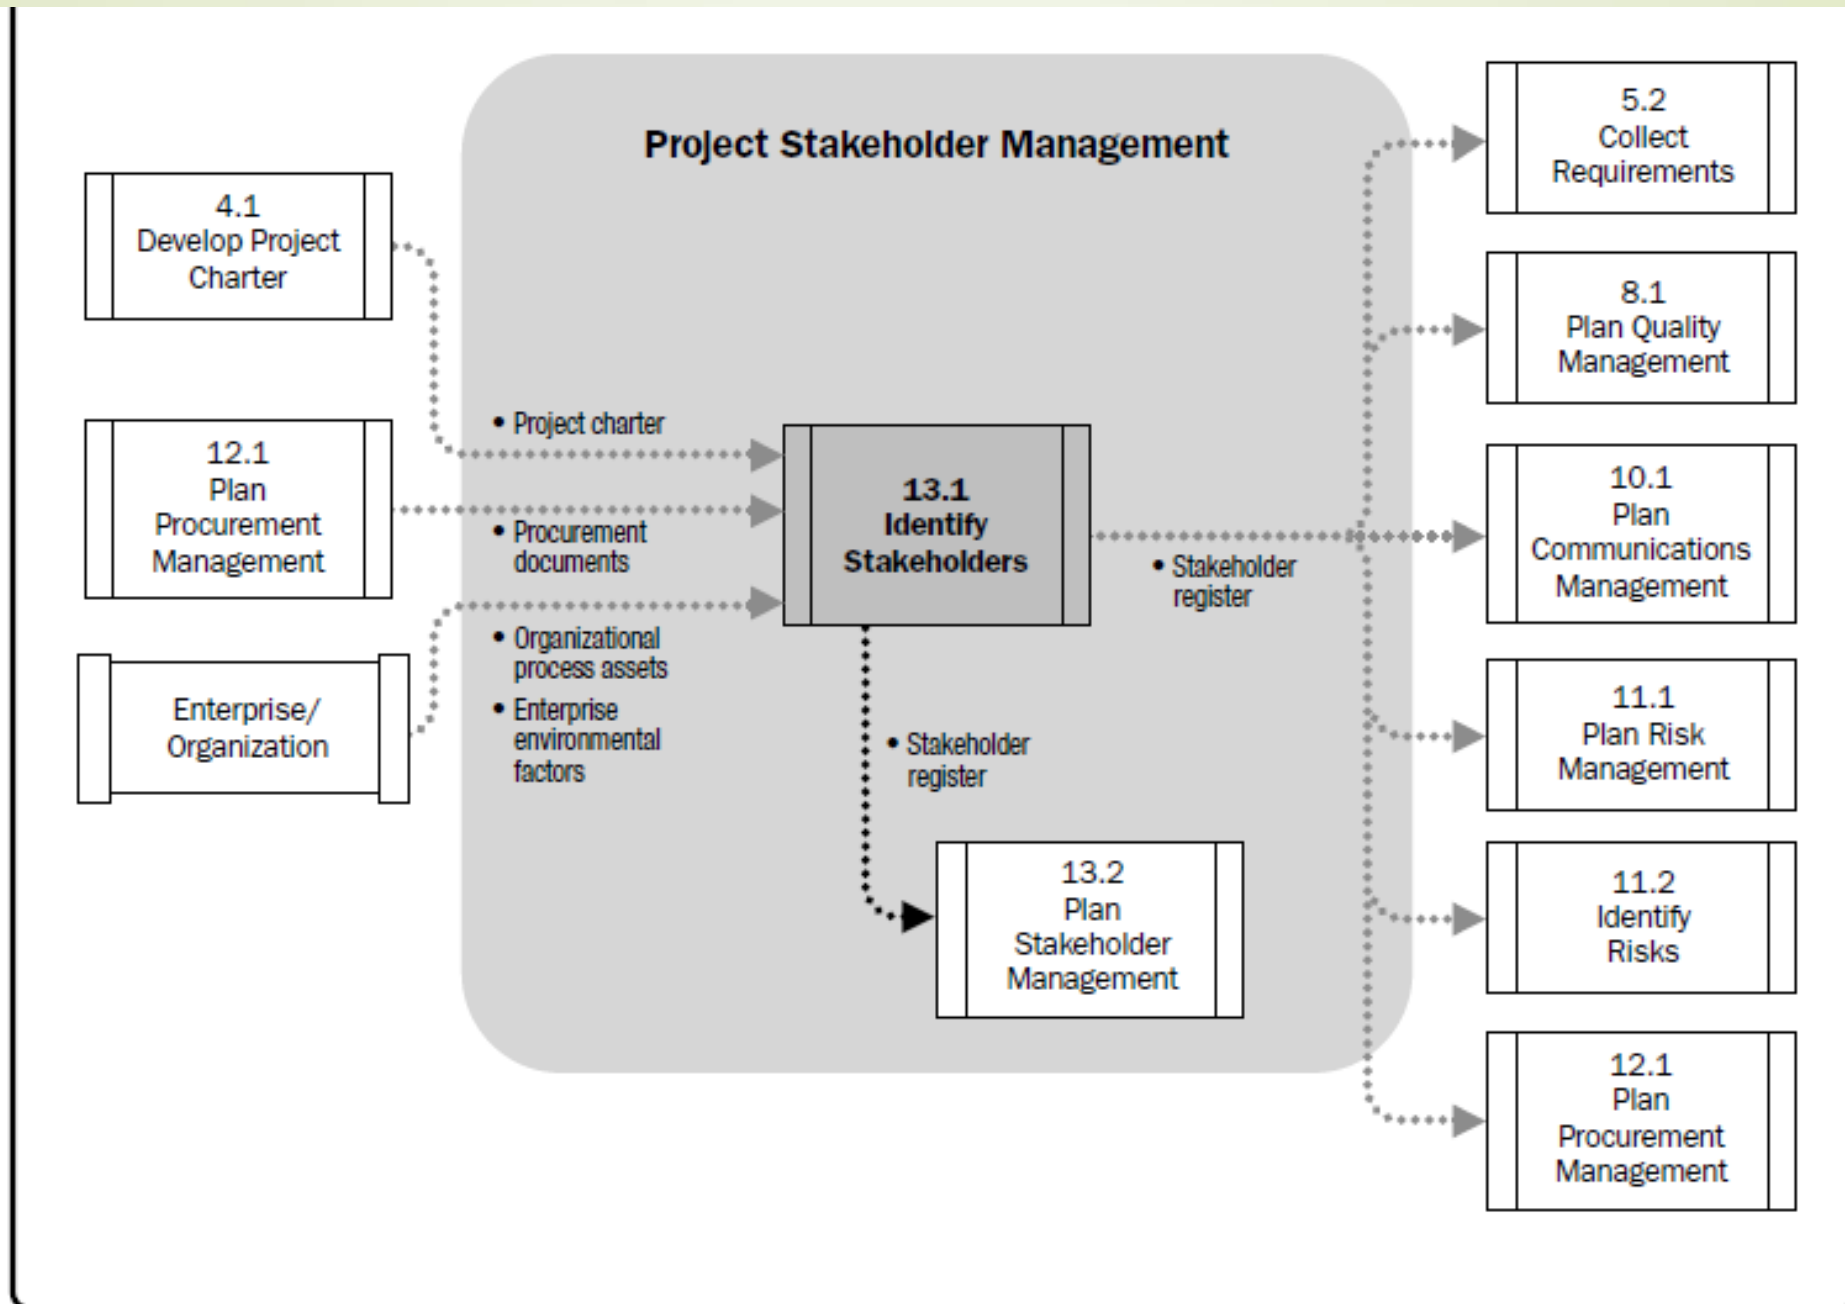 Project Stakeholder Management
4.1
Develop Project
Charter
12.1
Plan
Procurement
Management
Enterprise/
Organization
• Project charter
• Procurement
documents
• Organizational
process assets
• Enterprise
environmental
factors
13.1
Identify
Stakeholders
• Stakeholder
register
• Stakeholder
register
13.2
Plan
Stakeholder
Management
5.2
Collect
Requirements
8.1
Plan Quality
Management
10.1
Plan
Communications
Management
11.1
Plan Risk
Management
11.2
Identify
Risks
12.1
Plan
Procurement
Management